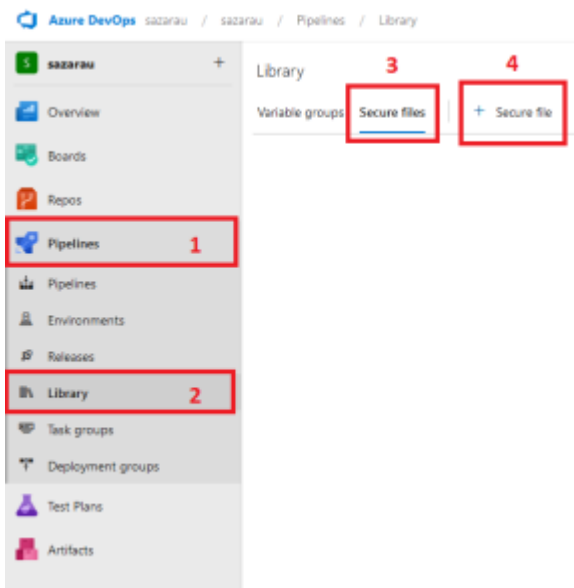 Azure DevOps sazarau / sazarau / Pipelines / Library
S sazarau +
Library
3
4
Variable groups Secure files + Secure file
Overview
Boards
Repos
Pipelines 1
Pipelines
Environments
Releases
Library 2
Task groups
Deployment groups
Test Plans
Artifacts